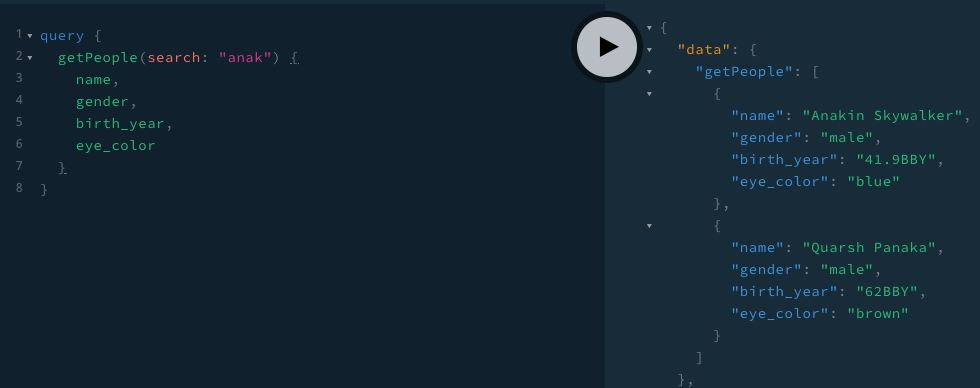 1 query {
2 getPeople(search: "anak") {
3 name,
4 gender,
5 birth_year,
6 eye_color
7 }
8 }
{
"data": {
"getPeople": [
{
"name": "Anakin Skywalker",
"gender": "male",
"birth_year": "41.9BBY",
"eye_color": "blue"
},
{
"name": "Quarsh Panaka",
"gender": "male",
"birth_year": "62BBY",
"eye_color": "brown"
}
]
},